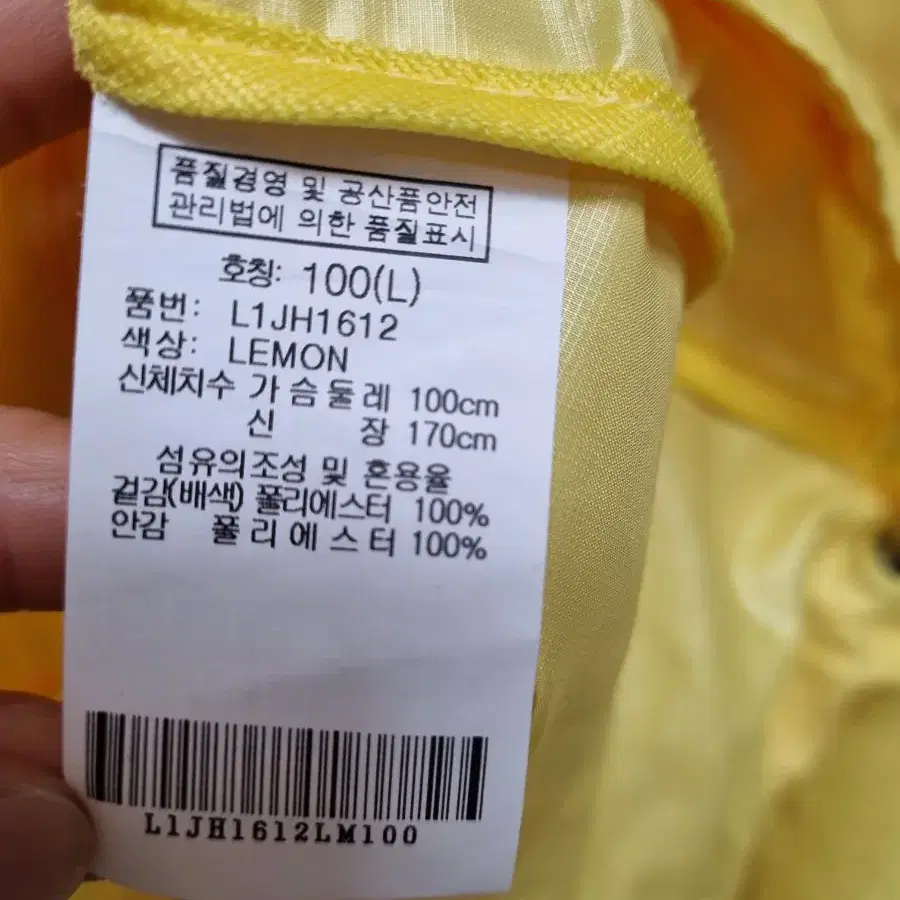 품질경영 및 공산품안전
관리법에 의한 품질표시
호칭: 100(L)
품번: L1JH1612
색상: LEMON
신체치수 가슴둘레 100cm
신 장 170cm
섬유의조성 및 혼용율
겉감(배색) 폴리에스터 100%
안감 폴리에스터 100%
L1JH1612LM100